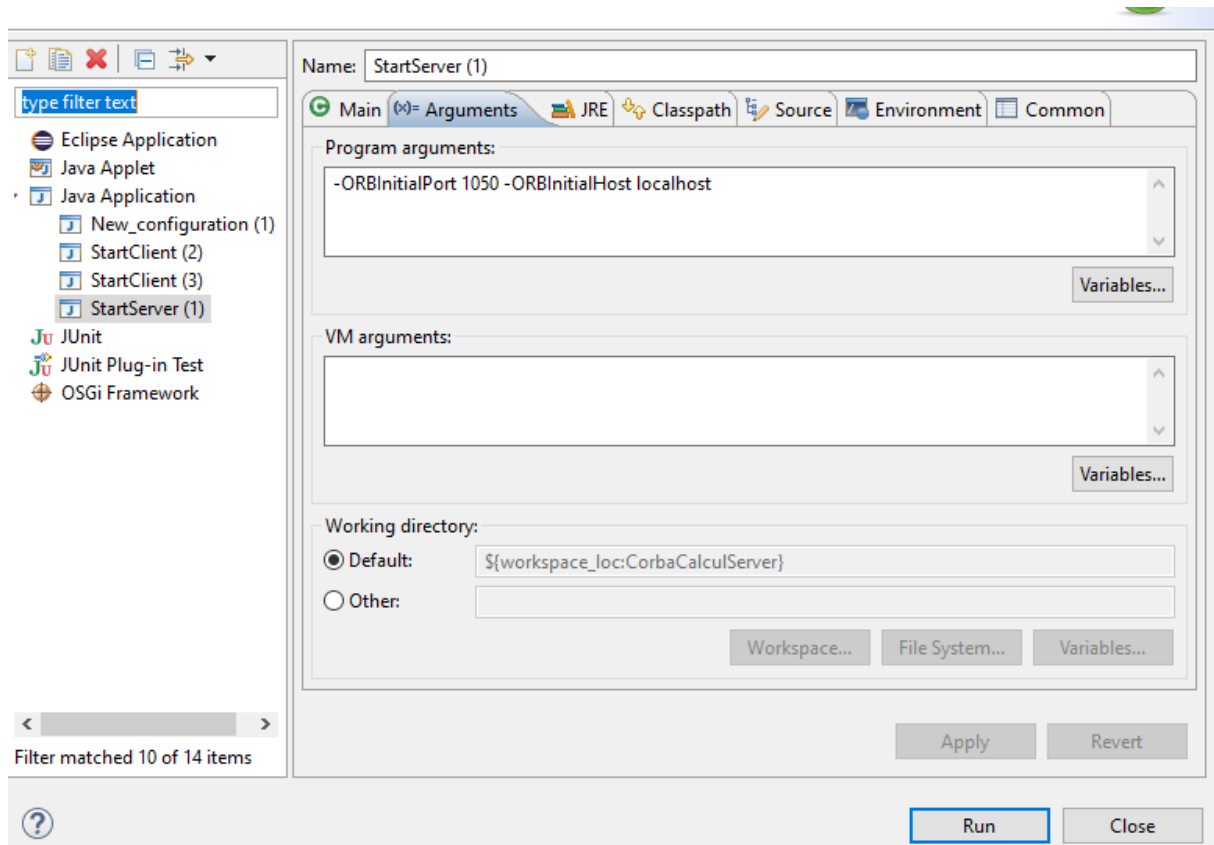 Name: StartServer (1)
type filter text
Main (x)= Arguments JRE Classpath Source Environment Common
Eclipse Application
Java Applet
Java Application
New_configuration (1)
StartClient (2)
StartClient (3)
StartServer (1)
JUnit
JUnit Plug-in Test
OSGi Framework
Filter matched 10 of 14 items
Program arguments:
-ORBInitialPort 1050 -ORBInitialHost localhost
Variables...
VM arguments:
Variables...
Working directory:
Default: ${workspace_loc:CorbaCalculServer}
Other:
Workspace... File System... Variables...
Apply Revert
Run Close